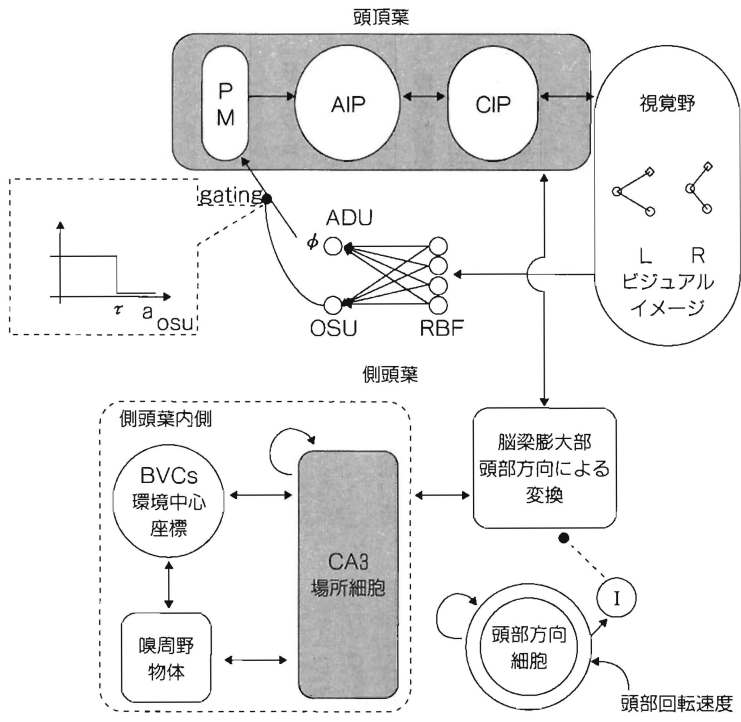 頭頂葉
P
M
AIP
CIP
視覚野
L R
ビジュアル
イメージ
gating
ADU
φ
τ a
osu
OSU
RBF
側頭葉
側頭葉内側
BVCs
環境中心
座標
CA3
場所細胞
嗅周野
物体
脳梁膨大部
頭部方向による
変換
I
頭部方向
細胞
頭部回転速度